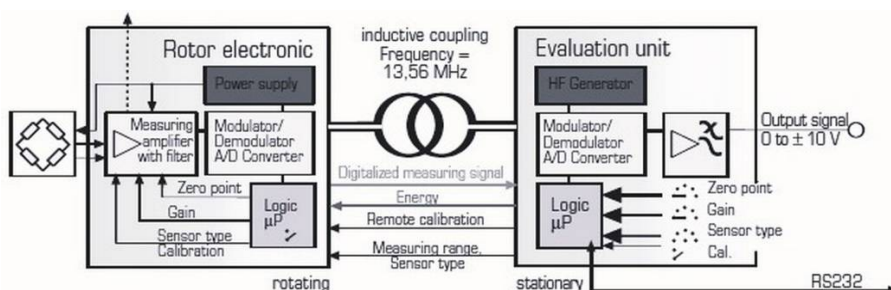 Rotor electronic
Power supply
Measuring
amplifier
with filter
Modulator/
Demodulator
A/D Converter
Zero point
Gain
Sensor type
Calibration
Logic
µP
rotating
inductive coupling
Frequency =
13,56 MHz
Digitalized measuring signal
Energy
Remote calibration
Measuring range,
Sensor type
Evaluation unit
HF Generator
Modulator/
Demodulator
A/D Converter
Logic
µP
Output signal
0 to ± 10 V
Zero point
Gain
Sensor type
Cal.
stationary
RS232